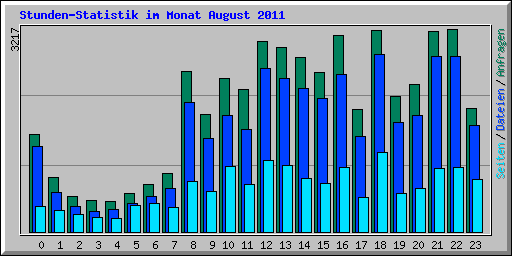 Stunden-Statistik im Monat August 2011
3217
Seiten/Dateien/Anfragen
0 1 2 3 4 5 6 7 8 9 10 11 12 13 14 15 16 17 18 19 20 21 22 23